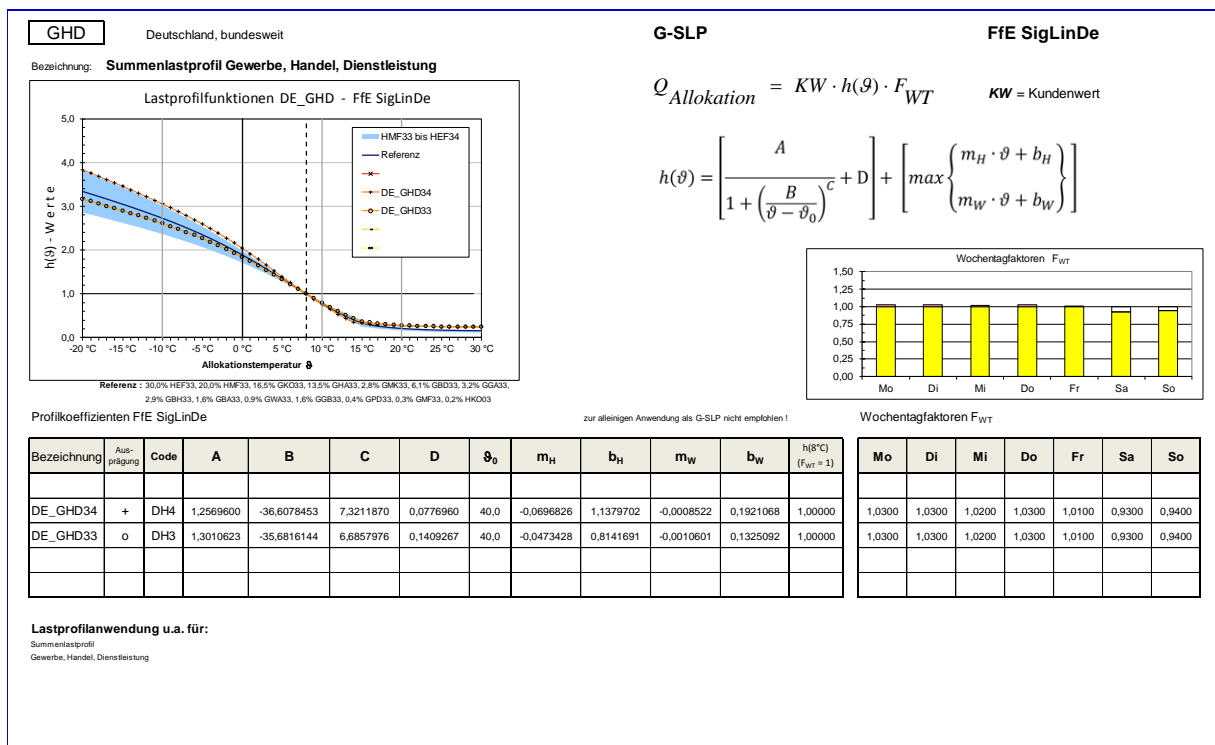 GHD
Deutschland, bundesweit
G-SLP
FfE SigLinDe
Bezeichnung: Summenlastprofil Gewerbe, Handel, Dienstleistung
Q_Allokation = KW · h(ϑ) · F_WT
KW = Kundenwert
h(ϑ) = [ A / (1 + (B / (ϑ − ϑ_0))^C) + D ] + [ max { m_H · ϑ + b_H ; m_W · ϑ + b_W } ]
Lastprofilfunktionen DE_GHD - FfE SigLinDe
5,0
4,0
3,0
2,0
1,0
0,0
h(ϑ) - Werte
HMF33 bis HEF34
Referenz
DE_GHD34
DE_GHD33
-20 °C -15 °C -10 °C -5 °C 0 °C 5 °C 10 °C 15 °C 20 °C 25 °C 30 °C
Allokationstemperatur ϑ
Referenz : 30,0% HEF33, 20,0% HMF33, 16,5% GKO33, 13,5% GHA33, 2,8% GMK33, 6,1% GBD33, 3,2% GGA33,
2,9% GBH33, 1,6% GBA33, 0,9% GWA33, 1,6% GGB33, 0,4% GPD33, 0,3% GMF33, 0,2% HKO03
Wochentagfaktoren F_WT
1,50
1,25
1,00
0,75
0,50
0,25
0,00
Mo Di Mi Do Fr Sa So
Profilkoeffizienten FfE SigLinDe
zur alleinigen Anwendung als G-SLP nicht empfohlen !
Wochentagfaktoren F_WT
Bezeichnung Aus-prägung Code A B C D ϑ_0 m_H b_H m_W b_W h(8°C) (F_WT = 1) Mo Di Mi Do Fr Sa So
DE_GHD34 + DH4 1,2569600 -36,6078453 7,3211870 0,0776960 40,0 -0,0696826 1,1379702 -0,0008522 0,1921068 1,00000 1,0300 1,0300 1,0200 1,0300 1,0100 0,9300 0,9400
DE_GHD33 o DH3 1,3010623 -35,6816144 6,6857976 0,1409267 40,0 -0,0473428 0,8141691 -0,0010601 0,1325092 1,00000 1,0300 1,0300 1,0200 1,0300 1,0100 0,9300 0,9400
Lastprofilanwendung u.a. für:
Summenlastprofil
Gewerbe, Handel, Dienstleistung